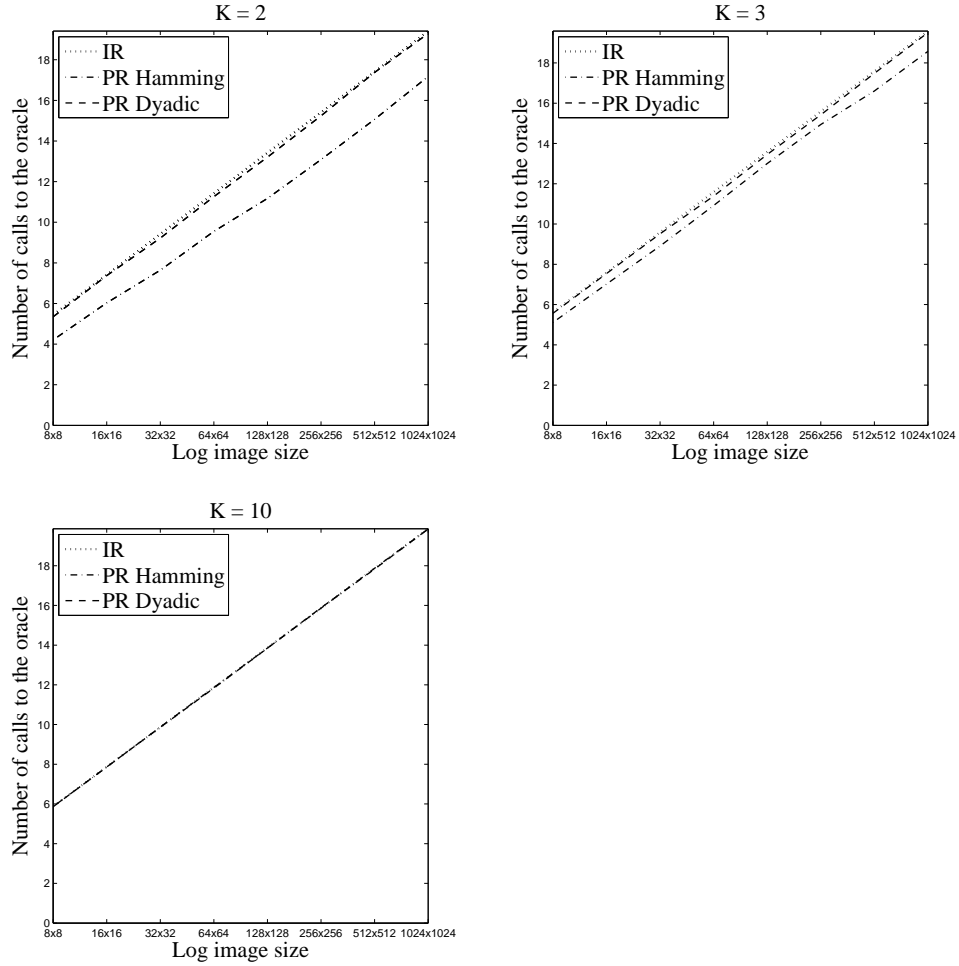 K = 2
IR
PR Hamming
PR Dyadic
Number of calls to the oracle
18
16
14
12
10
8
6
4
2
0
8x8 16x16 32x32 64x64 128x128 256x256 512x512 1024x1024
Log image size
K = 3
IR
PR Hamming
PR Dyadic
Number of calls to the oracle
18
16
14
12
10
8
6
4
2
0
8x8 16x16 32x32 64x64 128x128 256x256 512x512 1024x1024
Log image size
K = 10
IR
PR Hamming
PR Dyadic
Number of calls to the oracle
18
16
14
12
10
8
6
4
2
0
8x8 16x16 32x32 64x64 128x128 256x256 512x512 1024x1024
Log image size